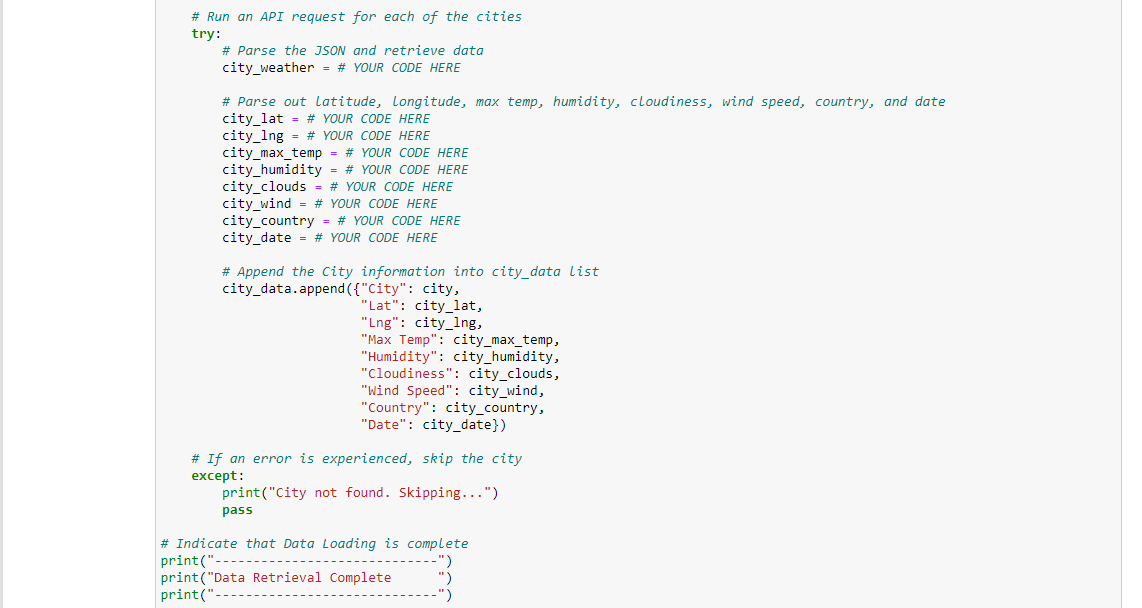 # Run an API request for each of the cities
try:
# Parse the JSON and retrieve data
city_weather = # YOUR CODE HERE
# Parse out latitude, longitude, max temp, humidity, cloudiness, wind speed, country, and date
city_lat = # YOUR CODE HERE
city_lng = # YOUR CODE HERE
city_max_temp = # YOUR CODE HERE
city_humidity = # YOUR CODE HERE
city_clouds = # YOUR CODE HERE
city_wind = # YOUR CODE HERE
city_country = # YOUR CODE HERE
city_date = # YOUR CODE HERE
# Append the City information into city_data list
city_data.append({"City": city,
"Lat": city_lat,
"Lng": city_lng,
"Max Temp": city_max_temp,
"Humidity": city_humidity,
"Cloudiness": city_clouds,
"Wind Speed": city_wind,
"Country": city_country,
"Date": city_date})
# If an error is experienced, skip the city
except:
print("City not found. Skipping...")
pass
# Indicate that Data Loading is complete
print("-----------------------------")
print("Data Retrieval Complete      ")
print("-----------------------------")